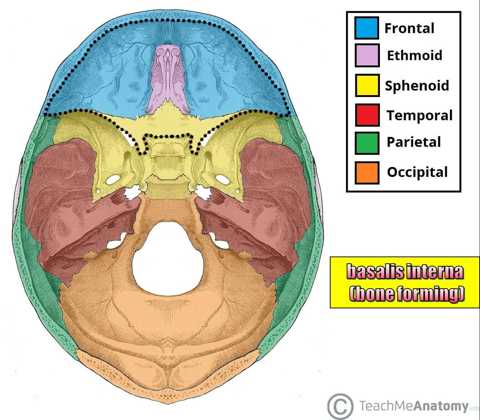 Frontal
Ethmoid
Sphenoid
Temporal
Parietal
Occipital
basalis interna
(bone forming)
© TeachMeAnatomy